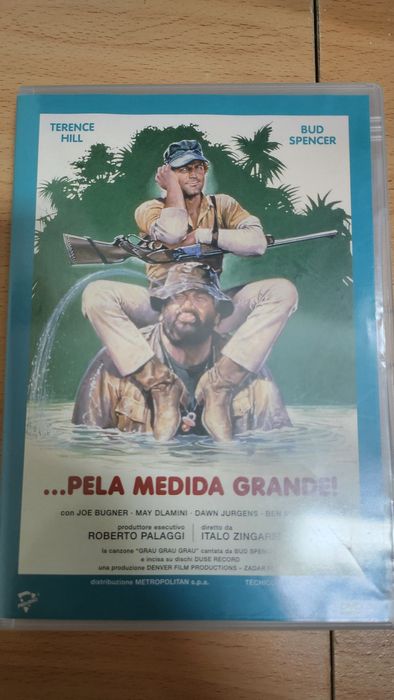 TERENCE HILL
BUD SPENCER
...PELA MEDIDA GRANDE!
con JOE BUGNER · MAY DLAMINI · DAWN JURGENS · BEN
produttore esecutivo
ROBERTO PALAGGI
diretto da
ITALO ZINGARE
la canzone "GRAU GRAU GRAU" cantata da BUD SPEN
e incisa su dischi DUSE RECORD
una produzione DENVER FILM PRODUCTIONS - ZADAR
distribuzione METROPOLITAN s.p.a.